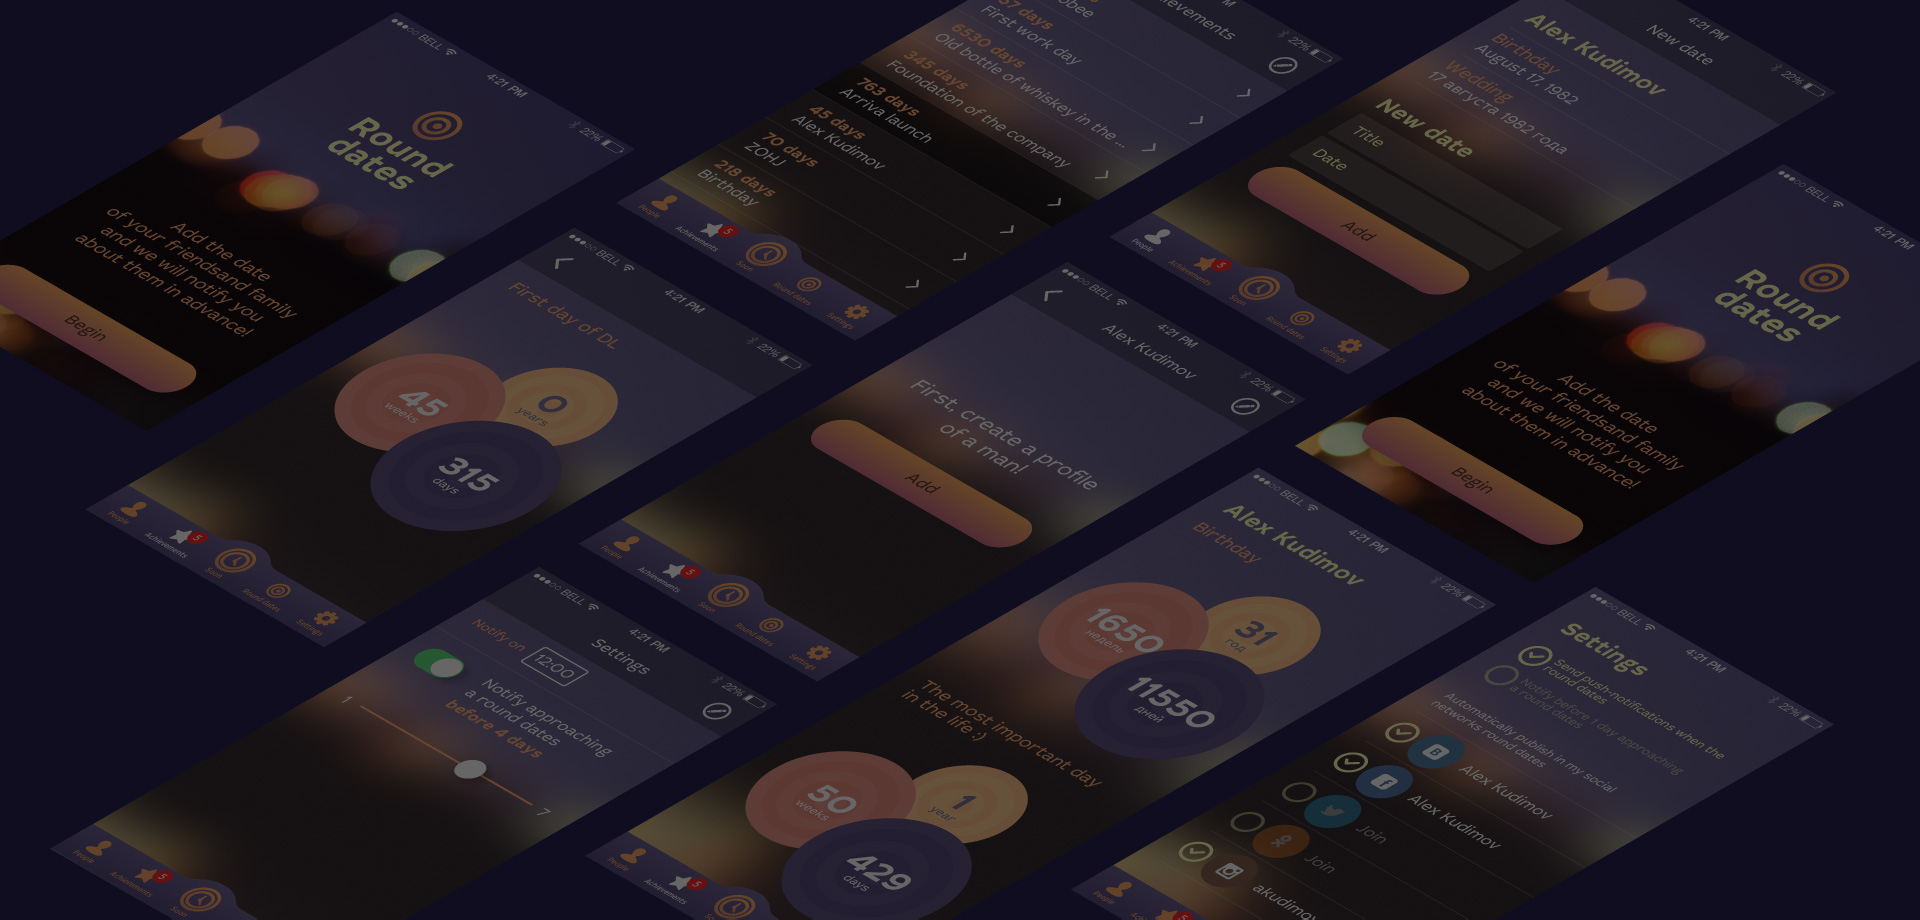 BELL
4:21 PM
22%
Round
dates
Add the date
of your friendsand family
and we will notify you
about them in advance!
Begin
22%
days
First work day
6530 days
Old bottle of whiskey in the ...
345 days
Foundation of the company
763 days
Arriva launch
45 days
Alex Kudimov
70 days
ZOHJ
218 days
Birthday
People
Achievements
5
Soon
Round dates
Settings
4:21 PM
22%
New date
Alex Kudimov
Birthday
August 17, 1982
Wedding
17 августа 1982 года
New date
Title
Date
Add
People
Achievements
5
Soon
Round dates
Settings
BELL
4:21 PM
Round
dates
Add the date
of your friendsand family
and we will notify you
about them in advance!
Begin
BELL
4:21 PM
22%
First day of DL
45
weeks
0
years
315
days
People
Achievements
5
Soon
Round dates
Settings
BELL
4:21 PM
22%
Alex Kudimov
First, create a profile
of a man!
Add
People
Achievements
5
Soon
Round dates
Settings
BELL
4:21 PM
22%
Alex Kudimov
Birthday
1650
недель
31
год
11550
дней
The most important day
in the life :)
50
weeks
1
year
429
days
People
Achievements
5
BELL
4:21 PM
22%
Settings
Notify on
12:00
Notify approaching
a round dates
before 4 days
1
7
People
Achievements
5
Soon
BELL
4:21 PM
22%
Settings
Send push-notifications when the
round dates
Notify before 1 day approaching
a round dates
Automatically publish in my social
networks round dates
Alex Kudimov
Alex Kudimov
Join
Join
akudimov
People
5